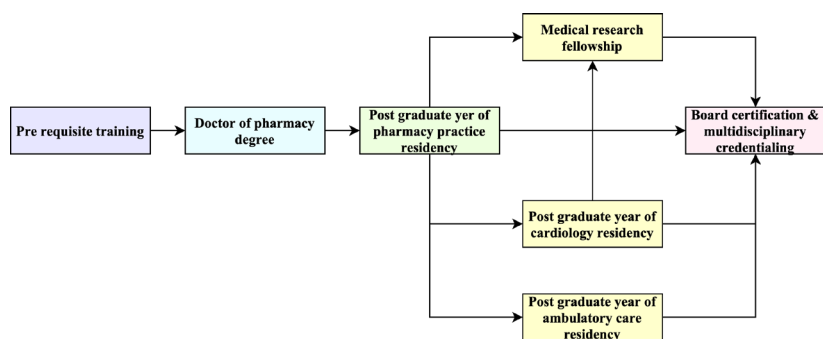 Medical research
fellowship
Pre requisite training
Doctor of pharmacy
degree
Post graduate yer of
pharmacy practice
residency
Board certification &
multidisciplinary
credentialing
Post graduate year of
cardiology residency
Post graduate year of
ambulatory care
residency